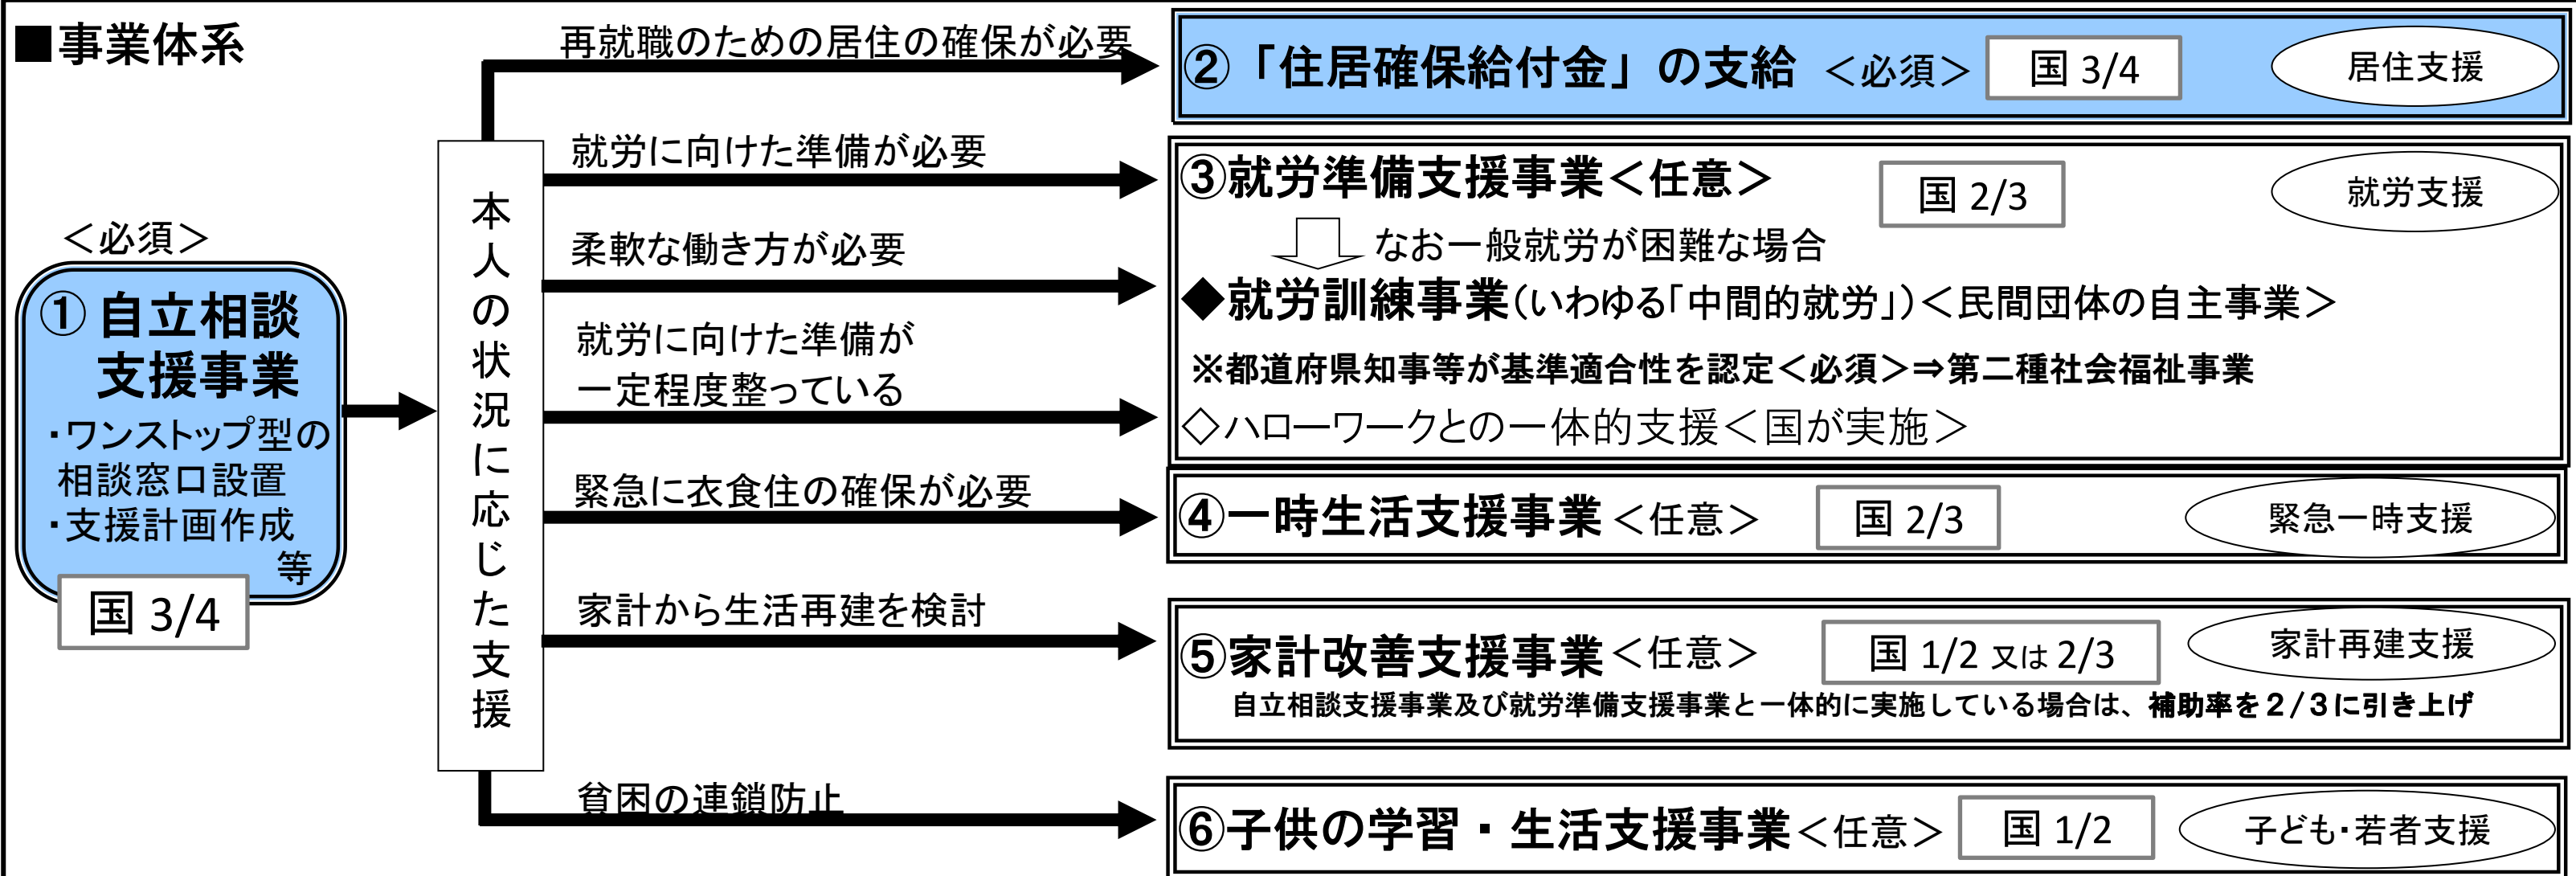 ■事業体系
<必須>
① 自立相談
支援事業
・ワンストップ型の
相談窓口設置
・支援計画作成
等
国 3/4
本人の状況に応じた支援
再就職のための居住の確保が必要
②「住居確保給付金」の支給 <必須> 国 3/4 居住支援
就労に向けた準備が必要
③就労準備支援事業<任意> 国 2/3 就労支援
なお一般就労が困難な場合
柔軟な働き方が必要
◆就労訓練事業(いわゆる「中間的就労」)<民間団体の自主事業>
※都道府県知事等が基準適合性を認定<必須>⇒第二種社会福祉事業
就労に向けた準備が
一定程度整っている
◇ハローワークとの一体的支援<国が実施>
緊急に衣食住の確保が必要
④一時生活支援事業 <任意> 国 2/3 緊急一時支援
家計から生活再建を検討
⑤家計改善支援事業 <任意> 国 1/2 又は 2/3 家計再建支援
自立相談支援事業及び就労準備支援事業と一体的に実施している場合は、補助率を2/3に引き上げ
貧困の連鎖防止
⑥子供の学習・生活支援事業<任意> 国 1/2 子ども・若者支援